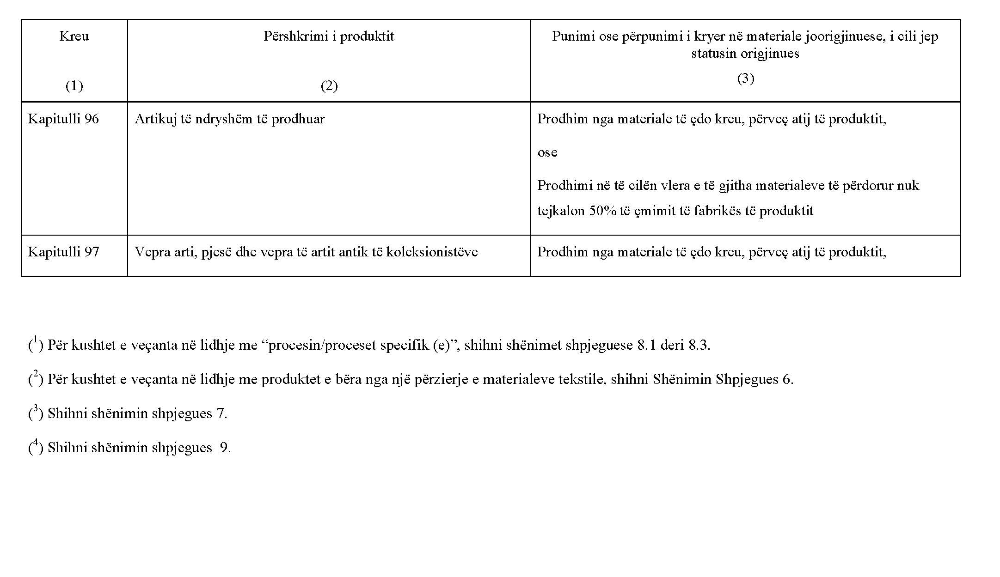 Kreu
(1)
Përshkrimi i produktit
(2)
Punimi ose përpunimi i kryer në materiale joorigjinuese, i cili jep
statusin origjinues
(3)
Kapitulli 96
Artikuj të ndryshëm të prodhuar
Prodhim nga materiale të çdo kreu, përveç atij të produktit,
ose
Prodhimi në të cilën vlera e të gjitha materialeve të përdorur nuk
tejkalon 50% të çmimit të fabrikës të produktit
Kapitulli 97
Vepra arti, pjesë dhe vepra të artit antik të koleksionistëve
Prodhim nga materiale të çdo kreu, përveç atij të produktit,
(1) Për kushtet e veçanta në lidhje me “procesin/proceset specifik (e)”, shihni shënimet shpjeguese 8.1 deri 8.3.
(2) Për kushtet e veçanta në lidhje me produktet e bëra nga një përzierje e materialeve tekstile, shihni Shënimin Shpjegues 6.
(3) Shihni shënimin shpjegues 7.
(4) Shihni shënimin shpjegues  9.